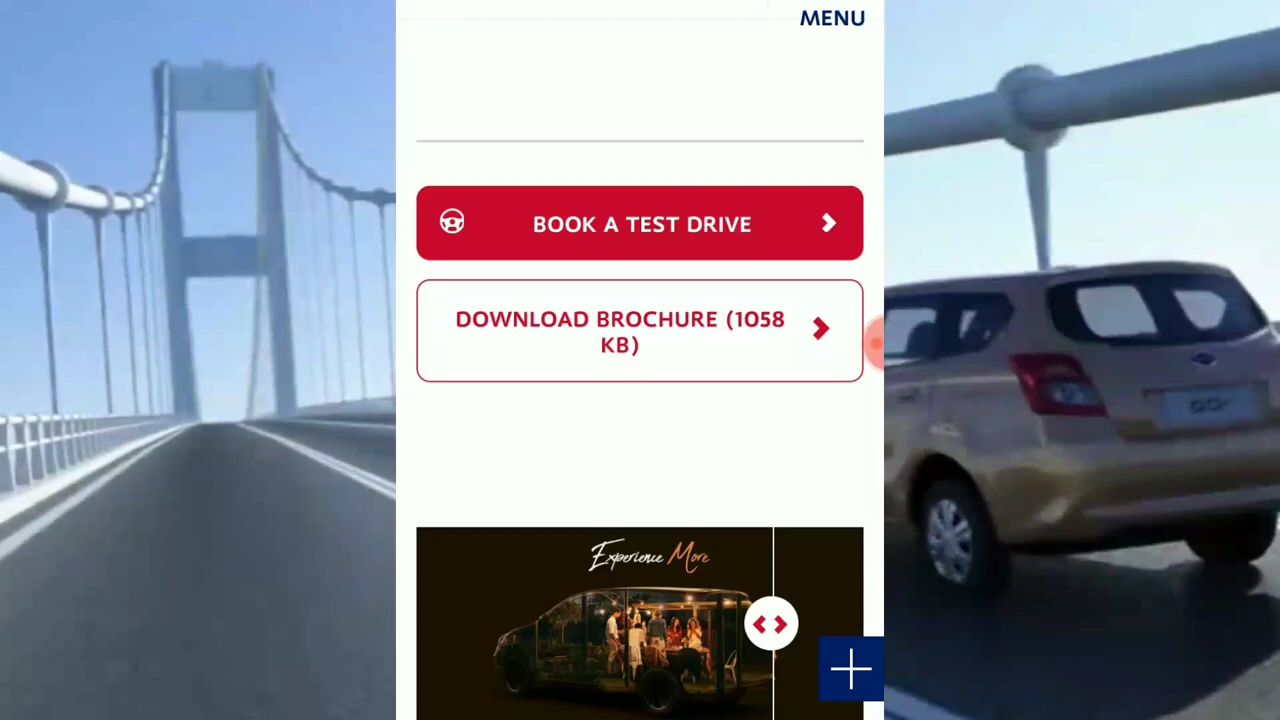 MENU
BOOK A TEST DRIVE
DOWNLOAD BROCHURE (1058
KB)
Experience More